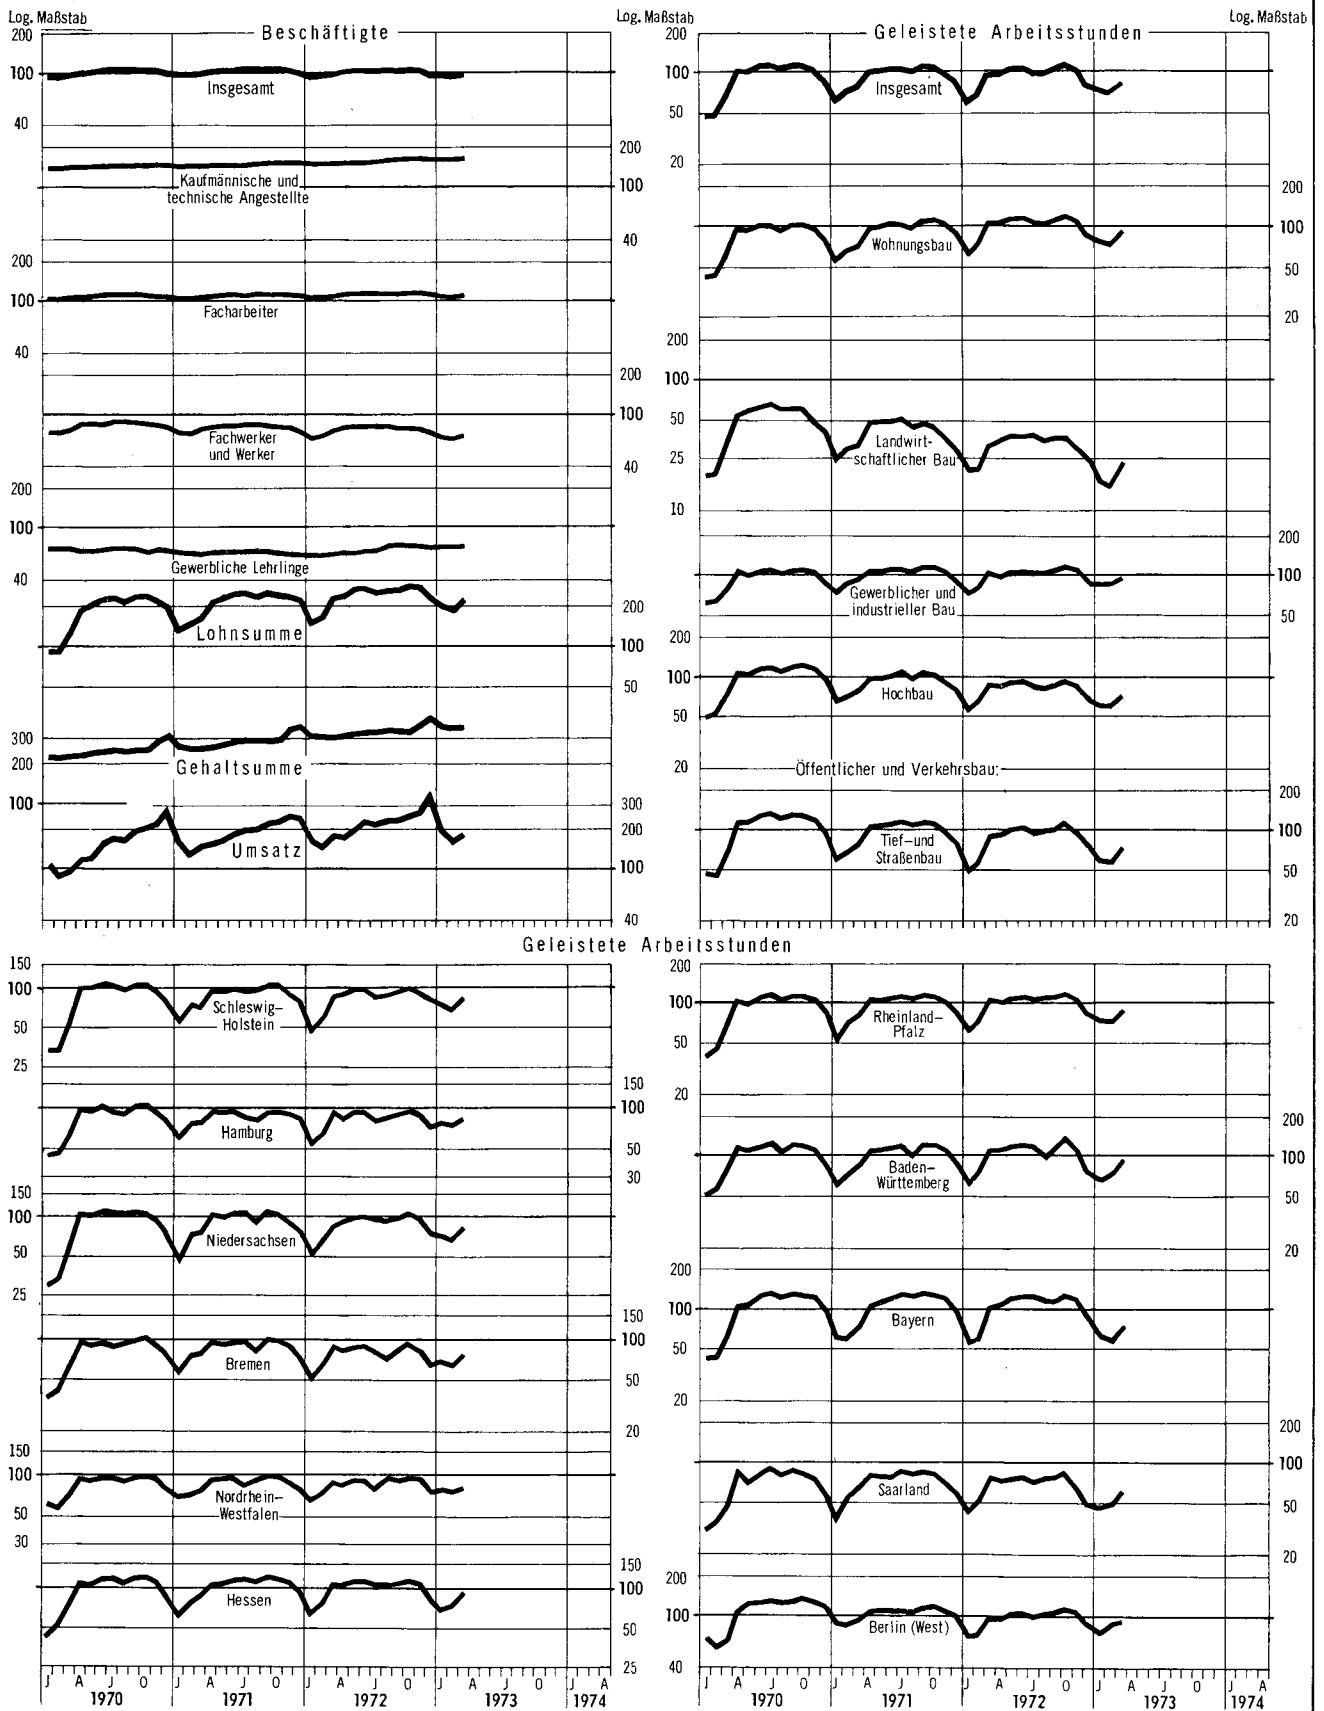 Log. Maßstab
Log. Maßstab
Log. Maßstab
Beschäftigte
200
100
Insgesamt
40
200
Kaufmännische und
technische Angestellte
100
40
200
100
Facharbeiter
40
200
100
Fachwerker
und Werker
40
200
100
Gewerbliche Lehrlinge
40
200
Lohnsumme
100
50
300
200
Gehaltsumme
100
300
200
Umsatz
100
40
Geleistete Arbeitsstunden
200
100
Insgesamt
50
20
200
100
Wohnungsbau
50
20
200
100
50
Landwirt-
schaftlicher Bau
25
10
200
100
Gewerblicher und
industrieller Bau
50
200
100
Hochbau
50
20
Öffentlicher und Verkehrsbau:
200
100
Tief-und
Straßenbau
50
20
Geleistete Arbeitsstunden
150
100
Schleswig-
Holstein
50
25
150
100
Hamburg
50
30
150
100
Niedersachsen
50
25
150
100
Bremen
50
20
150
100
Nordrhein-
Westfalen
50
30
150
100
Hessen
50
25
J A J O J A J O J A J O J A J O J A
1970 1971 1972 1973 1974
200
100
Rheinland-
Pfalz
50
20
200
100
Baden-
Württemberg
50
20
200
100
Bayern
50
20
200
100
Saarland
50
20
200
100
Berlin (West)
40
J A J O J A J O J A J O J A J O J A
1970 1971 1972 1973 1974